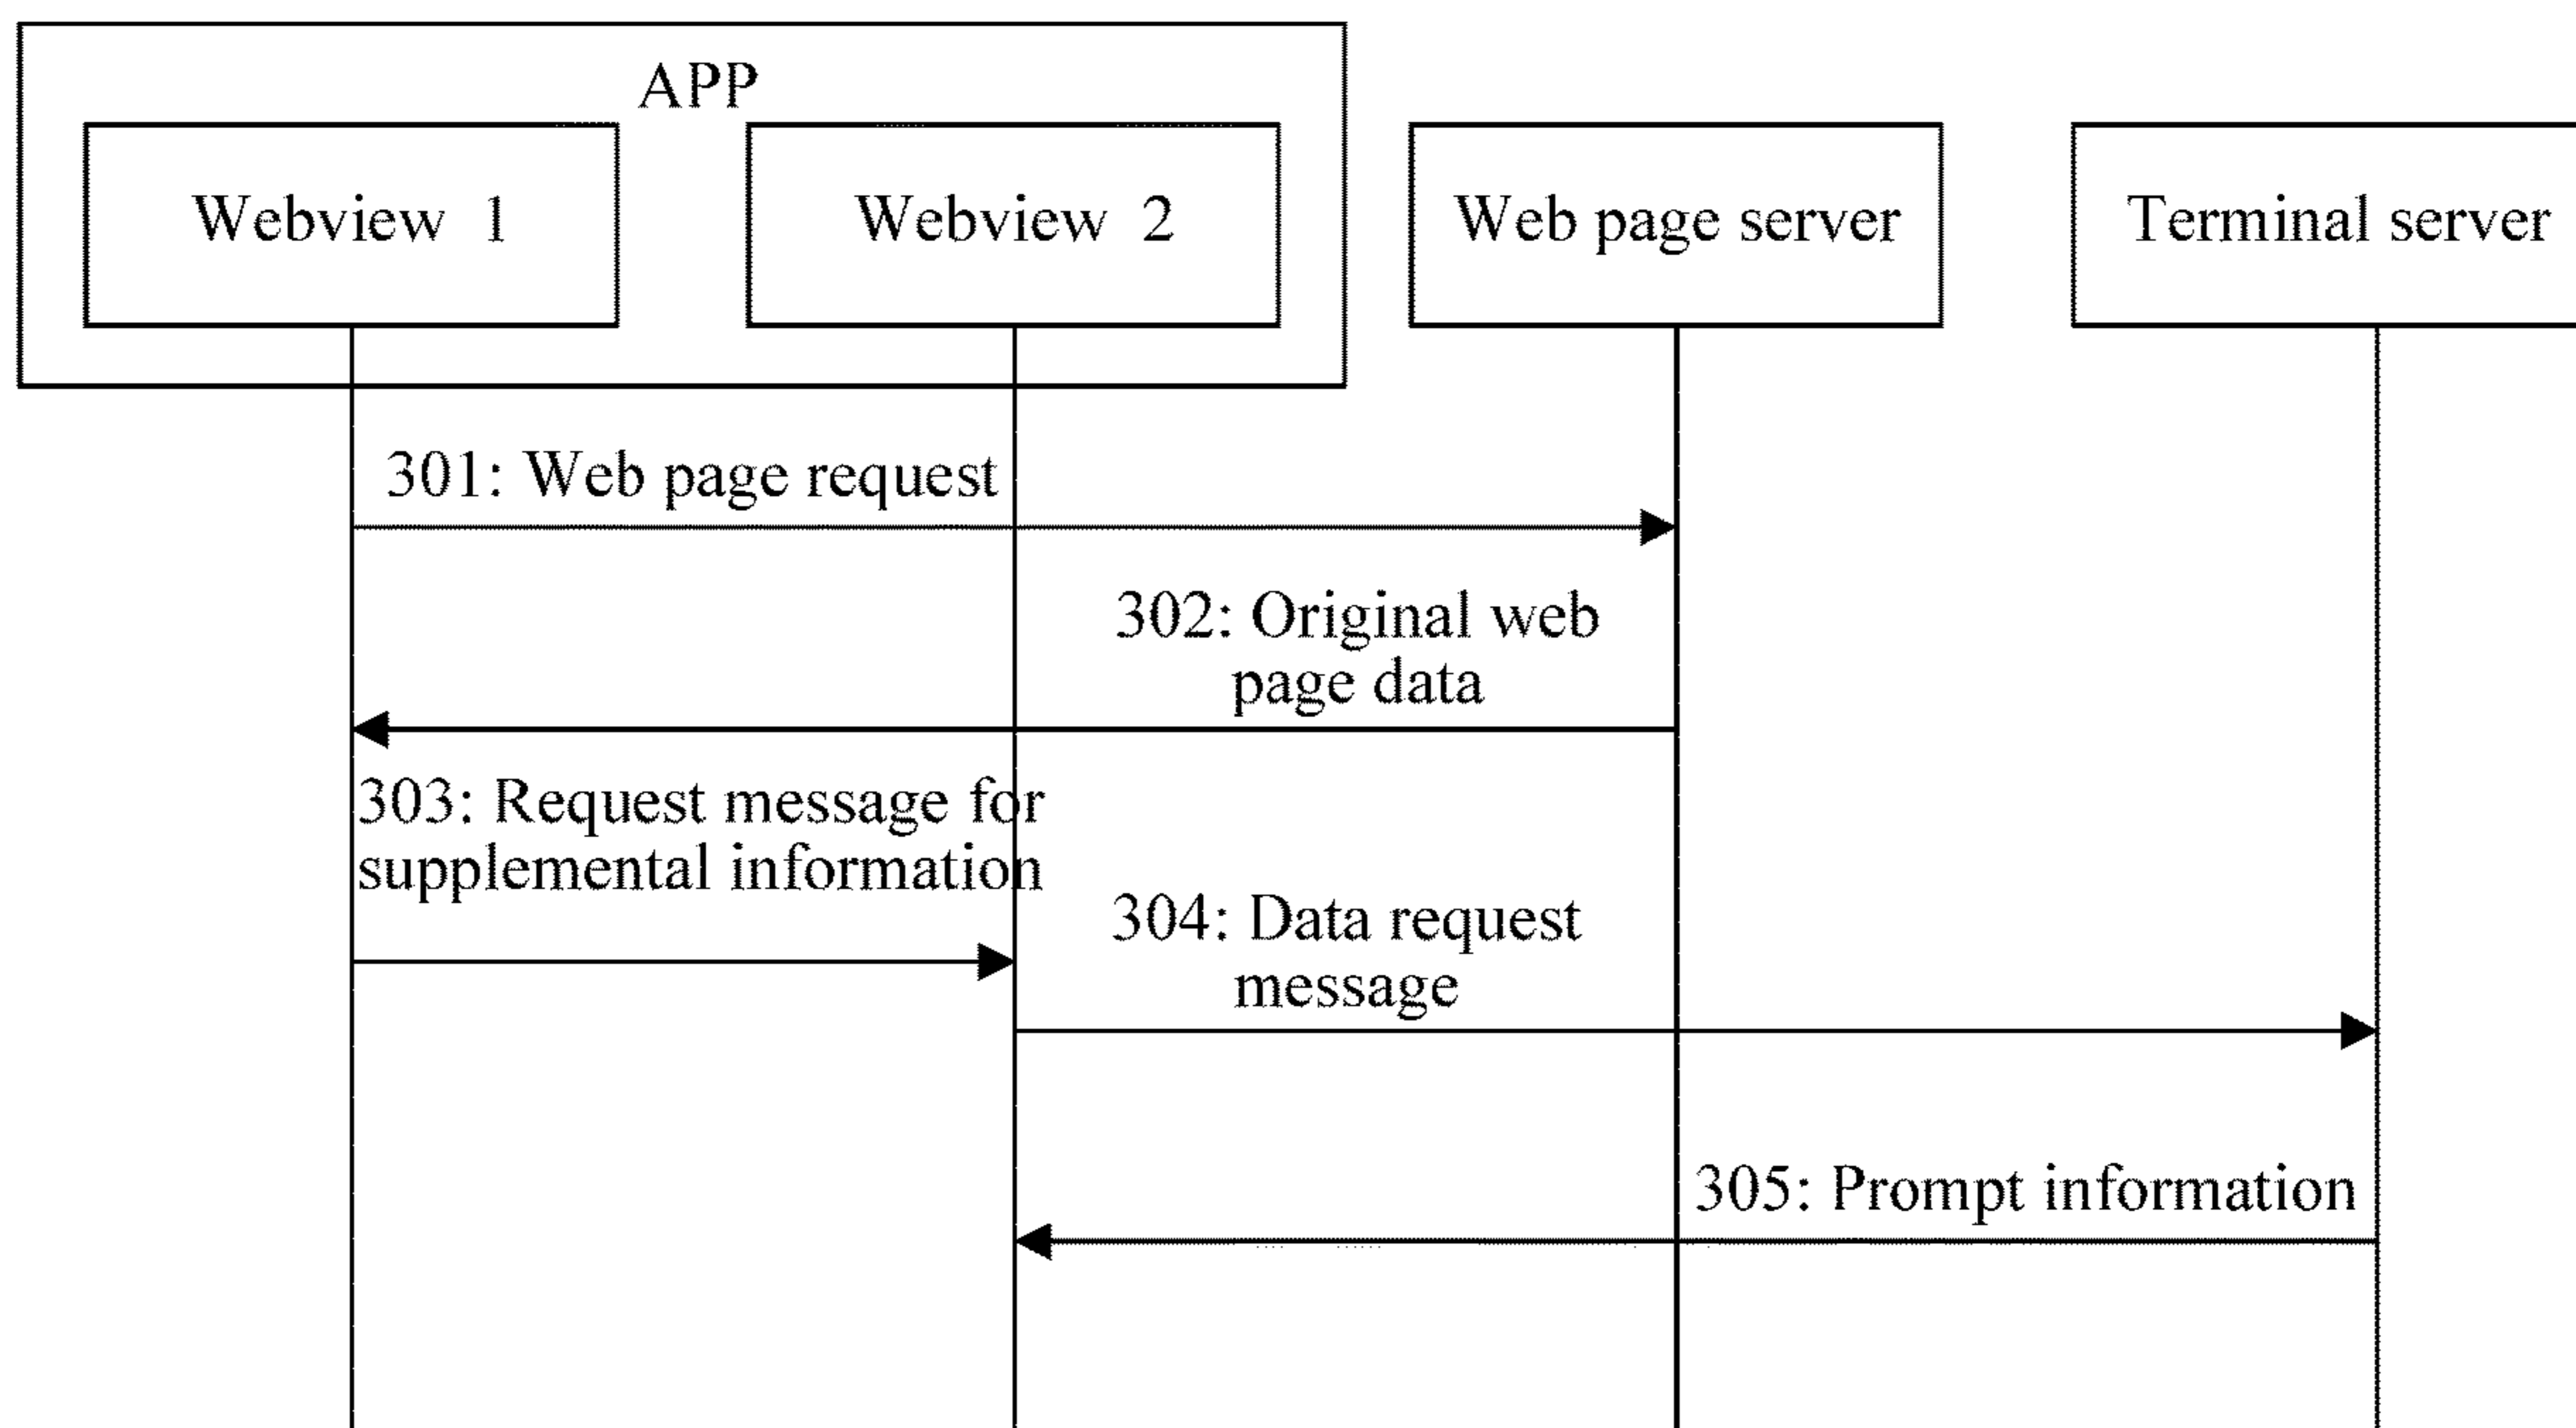 APP
Webview 1
Webview 2
Web page server
Terminal server
301: Web page request
302: Original web
page data
303: Request message for
supplemental information
304: Data request
message
305: Prompt information